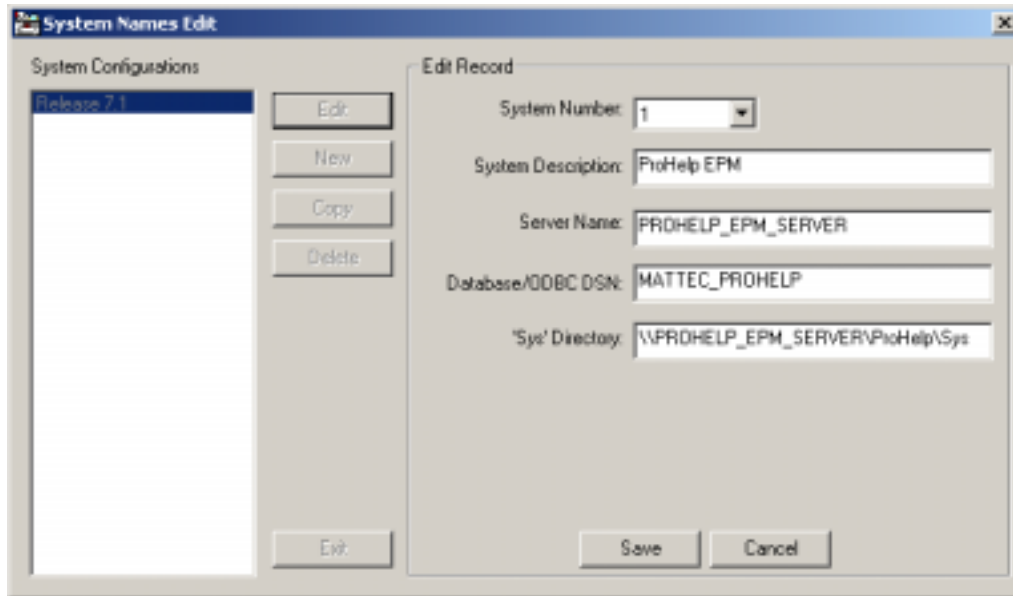 System Names Edit
System Configurations
Release 7.1
Edit
New
Copy
Delete
Exit
Edit Record
System Number: 1
System Description: ProHelp EPM
Server Name: PROHELP_EPM_SERVER
Database/ODBC DSN: MATTEC_PROHELP
'Sys' Directory: \\PROHELP_EPM_SERVER\ProHelp\Sys
Save Cancel